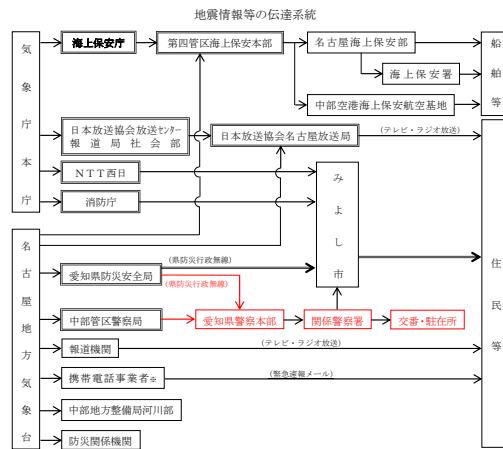 地震情報等の伝達系統
気象庁本庁
海上保安庁
第四管区海上保安本部
名古屋海上保安部
海上保安署
中部空港海上保安航空基地
船舶等
日本放送協会放送センター
報道局社会部
日本放送協会名古屋放送局
(テレビ・ラジオ放送)
NTT西日
消防庁
みよし市
住民等
名古屋地方気象台
愛知県防災安全局
(県防災行政無線)
(県防災行政無線)
中部管区警察局
愛知県警察本部
関係警察署
交番・駐在所
報道機関
(テレビ・ラジオ放送)
携帯電話事業者※
(緊急速報メール)
中部地方整備局河川部
防災関係機関